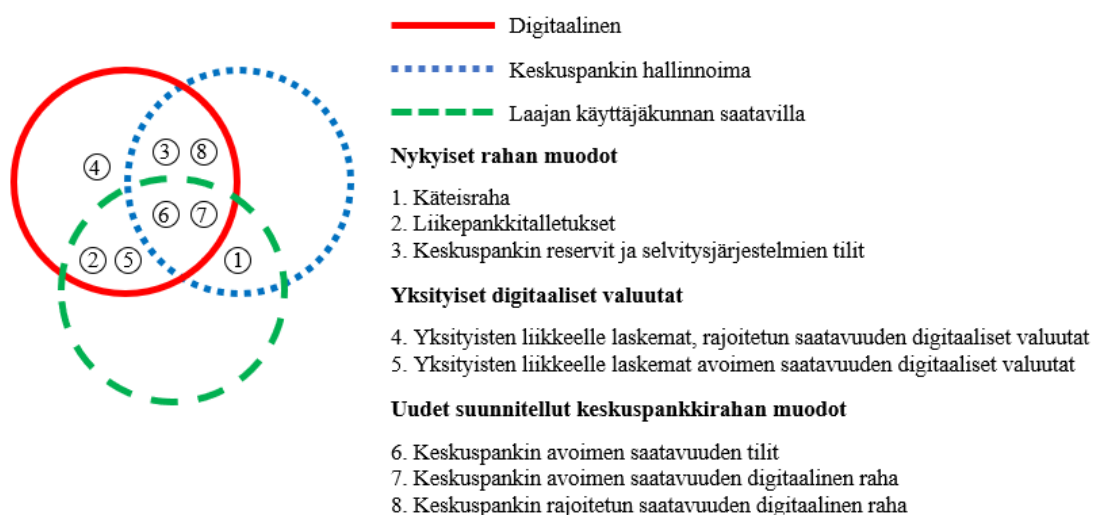 Digitaalinen
Keskuspankin hallinnoima
Laajan käyttäjäkunnan saatavilla
3 8
4
6 7
2 5 1
Nykyiset rahan muodot
1. Käteisraha
2. Liikepankkitalletukset
3. Keskuspankin reservit ja selvitysjärjestelmien tilit
Yksityiset digitaaliset valuutat
4. Yksityisten liikkeelle laskemat, rajoitetun saatavuuden digitaaliset valuutat
5. Yksityisten liikkeelle laskemat avoimen saatavuuden digitaaliset valuutat
Uudet suunnitellut keskuspankkirahan muodot
6. Keskuspankin avoimen saatavuuden tilit
7. Keskuspankin avoimen saatavuuden digitaalinen raha
8. Keskuspankin rajoitetun saatavuuden digitaalinen raha